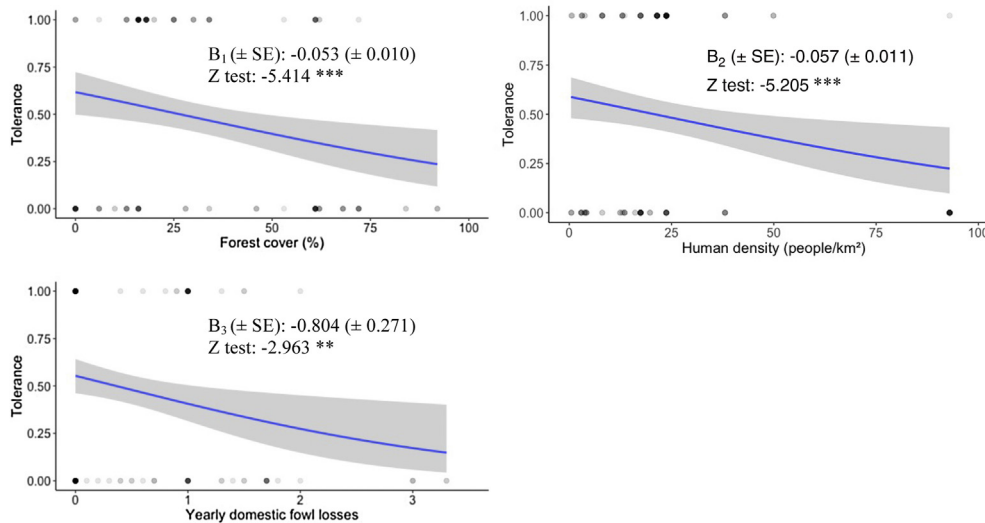 1.00
0.75
0.50
0.25
0.00
Tolerance
B1 (± SE): -0.053 (± 0.010)
Z test: -5.414 ***
0 25 50 75 100
Forest cover (%)
1.00
0.75
0.50
0.25
0.00
Tolerance
B2 (± SE): -0.057 (± 0.011)
Z test: -5.205 ***
0 25 50 75 100
Human density (people/km²)
1.00
0.75
0.50
0.25
0.00
Tolerance
B3 (± SE): -0.804 (± 0.271)
Z test: -2.963 **
0 1 2 3
Yearly domestic fowl losses